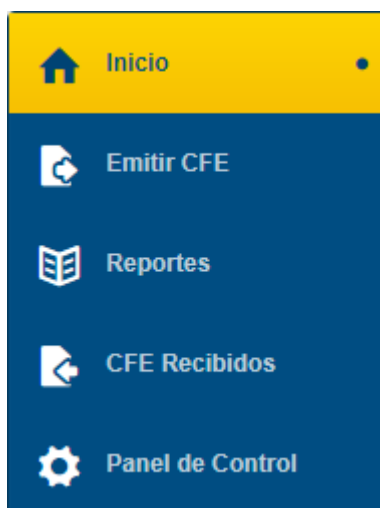 Inicio
Emitir CFE
Reportes
CFE Recibidos
Panel de Control